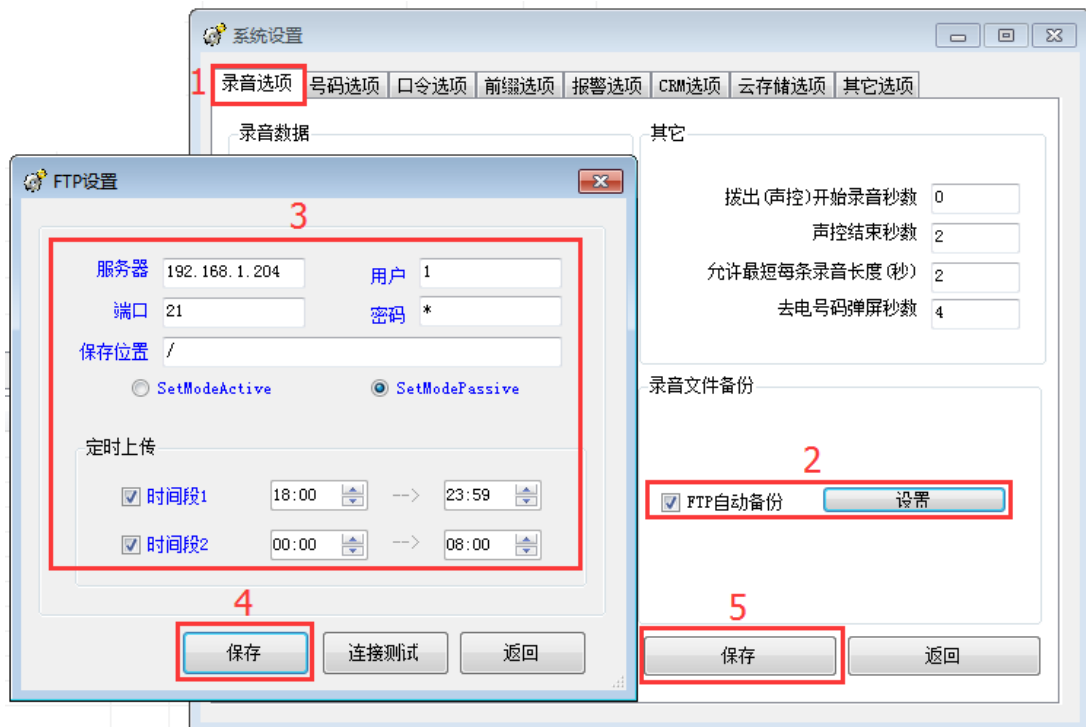 系统设置
1
录音选项 号码选项 口令选项 前缀选项 报警选项 CRM选项 云存储选项 其它选项
录音数据
其它
拨出(声控)开始录音秒数 0
声控结束秒数 2
允许最短每条录音长度(秒) 2
去电号码弹屏秒数 4
录音文件备份
2
FTP自动备份 设置
5
保存 返回
FTP设置
3
服务器 192.168.1.204 用户 1
端口 21 密码 *
保存位置 /
SetModeActive SetModePassive
定时上传
时间段1 18:00 --> 23:59
时间段2 00:00 --> 08:00
4
保存 连接测试 返回